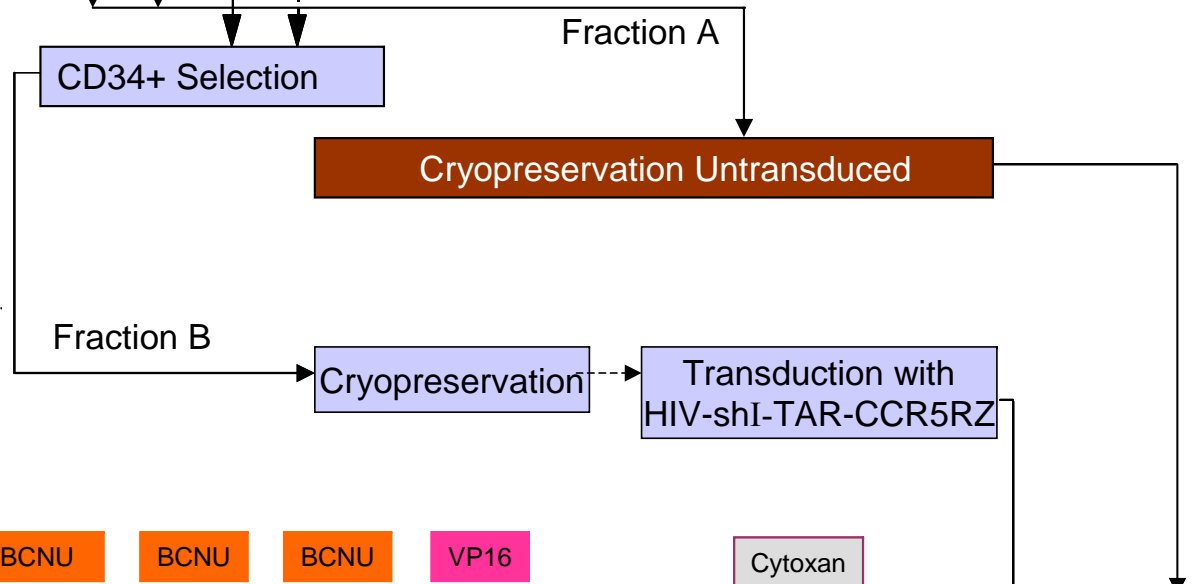 Fraction A
CD34+ Selection
Cryopreservation Untransduced
Fraction B
Cryopreservation
Transduction with
HIV-shI-TAR-CCR5RZ
BCNU
BCNU
BCNU
VP16
Cytoxan